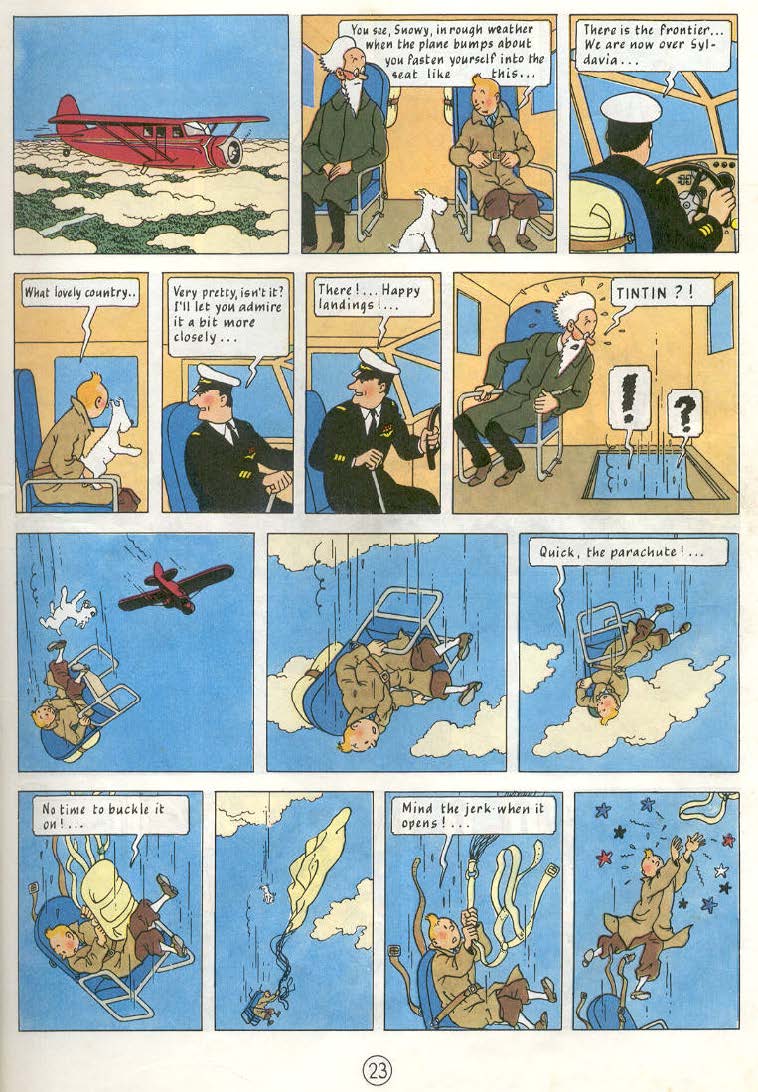 You see, Snowy, in rough weather
when the plane bumps about
you fasten yourself into the
seat like this...
There is the frontier...
We are now over Syl-
davia...
What lovely country..
Very pretty, isn't it?
I'll let you admire
it a bit more
closely...
There!... Happy
landings!...
TINTIN?!
!
?
Quick, the parachute!...
No time to buckle it
on!...
Mind the jerk when it
opens!...
23